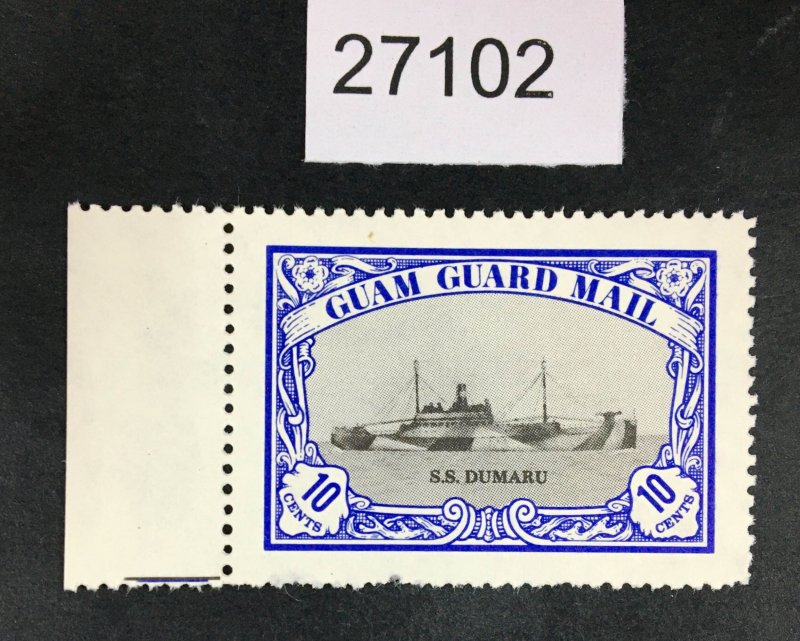 27102
GUAM GUARD MAIL
S.S. DUMARU
10 CENTS
10 CENTS